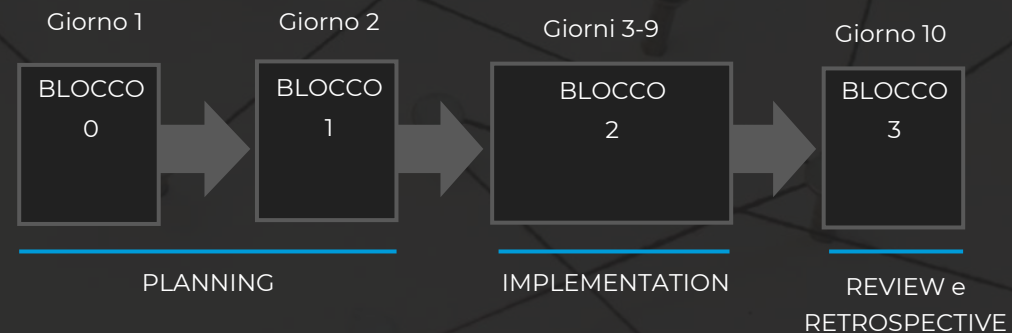 Giorno 1
Giorno 2
Giorni 3-9
Giorno 10
BLOCCO
0
BLOCCO
1
BLOCCO
2
BLOCCO
3
PLANNING
IMPLEMENTATION
REVIEW e
RETROSPECTIVE